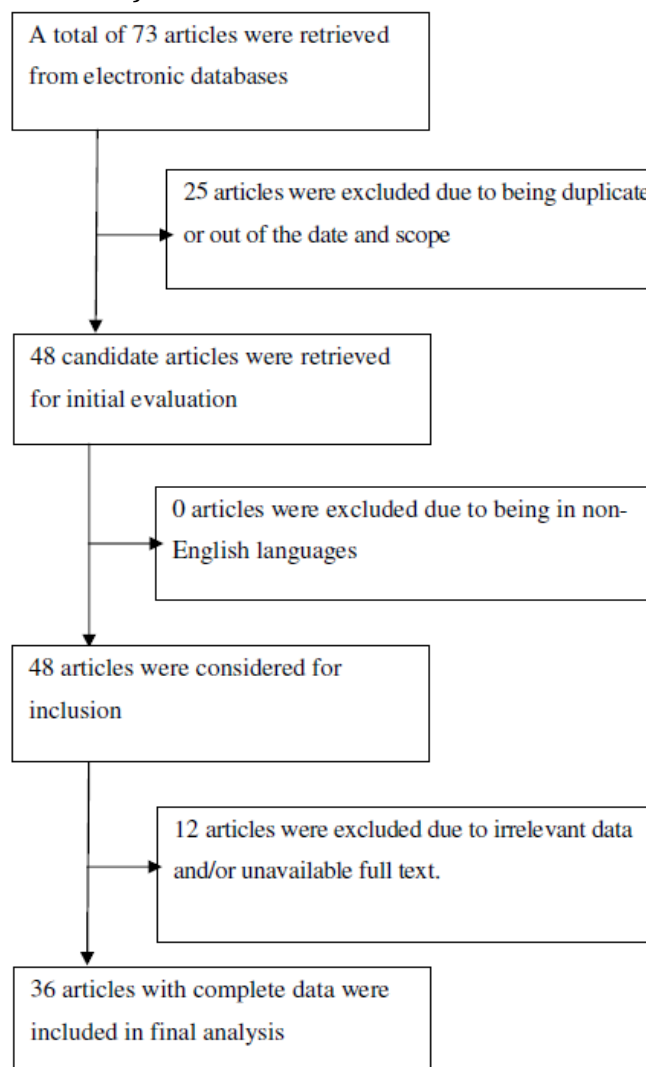 A total of 73 articles were retrieved
from electronic databases
25 articles were excluded due to being duplicate
or out of the date and scope
48 candidate articles were retrieved
for initial evaluation
0 articles were excluded due to being in non-
English languages
48 articles were considered for
inclusion
12 articles were excluded due to irrelevant data
and/or unavailable full text.
36 articles with complete data were
included in final analysis